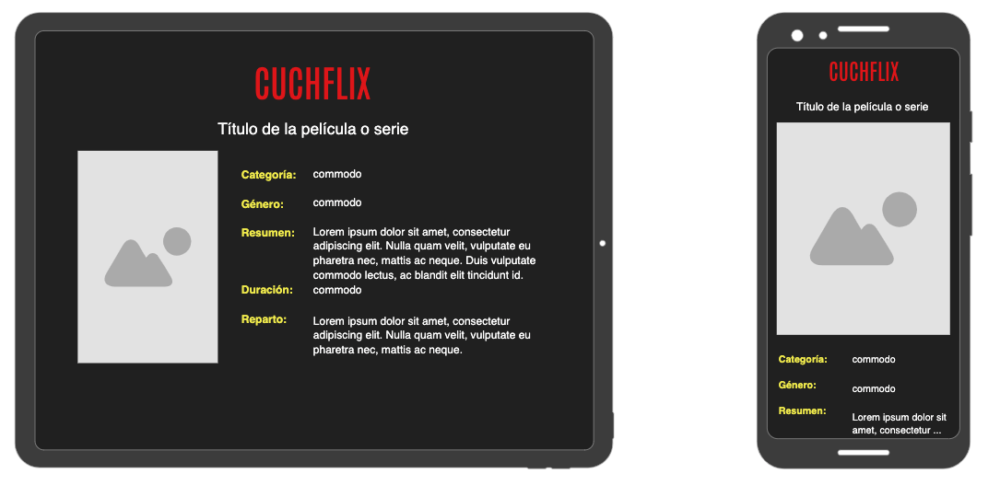 CUCHFLIX
Título de la película o serie
Categoría: commodo
Género: commodo
Resumen: Lorem ipsum dolor sit amet, consectetur
adipiscing elit. Nulla quam velit, vulputate eu
pharetra nec, mattis ac neque. Duis vulputate
commodo lectus, ac blandit elit tincidunt id.
Duración: commodo
Reparto: Lorem ipsum dolor sit amet, consectetur
adipiscing elit. Nulla quam velit, vulputate eu
pharetra nec, mattis ac neque.
CUCHFLIX
Título de la película o serie
Categoría: commodo
Género: commodo
Resumen: Lorem ipsum dolor sit
amet, consectetur ...